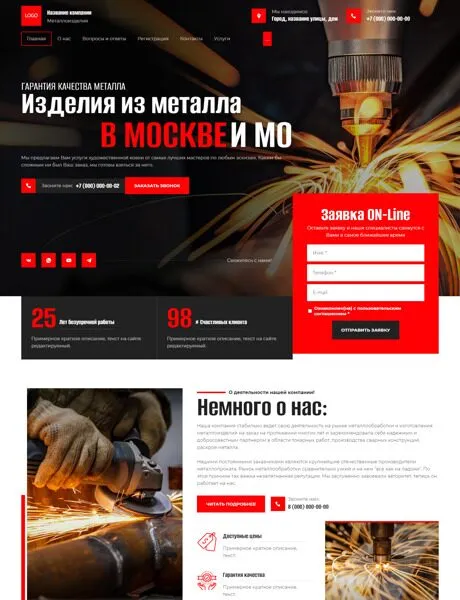 LOGO
Название компании
Металлоизделия
Мы находимся:
Город, название улицы, дом
Звоните нам:
+7 (000) 000-00-00
Главная
О нас
Вопросы и ответы
Регистрация
Контакты
Услуги
ГАРАНТИЯ КАЧЕСТВА МЕТАЛЛА
Изделия из металла
В МОСКВЕ И МО
Мы предлагаем Вам услуги художественной ковки от самых лучших мастеров по любым эскизам. Каким бы
сложным ни был Ваш заказ, мы готовы взяться за него.
Звоните нам: +7 (000) 000-00-02
ЗАКАЗАТЬ ЗВОНОК
Свяжитесь с нами!
Заявка ON-Line
Оставьте заявку и наши специалисты свяжутся с
Вами в самое ближайшее время
Имя *
Телефон *
E-mail
Ознакомлен(на) с пользовательским
соглашением *
ОТПРАВИТЬ ЗАЯВКУ
25 Лет безупречной работы
Примерное краткое описание, текст на сайте
редактируемый.
98 # Счастливых клиента
Примерное краткое описание, текст на сайте
редактируемый.
О деятельности нашей компании!
Немного о нас:
Наша компания стабильно ведет свою деятельность на рынке металлообработки и изготовления
металлоизделий на заказ на протяжении многих лет и зарекомендовала себя надежным и
добросовестным партнером в области токарных работ, производства сварных конструкций,
раскроя металла.
Нашими постоянными заказчиками являются крупнейшие отечественные производители
металлопроката. Рынок металлообработки сравнительно узкий и на нем "все как на ладони". По
этой причине так важна незапятнанная репутация. Мы заслуженно завоевали авторитет, теперь он
работает на нас.
ЧИТАТЬ ПОДРОБНЕЕ
Звоните нам:
8 (000) 000-00-00
Доступные цены
Примерное краткое описание,
текст.
Гарантия качества
Примерное краткое описание,
текст.